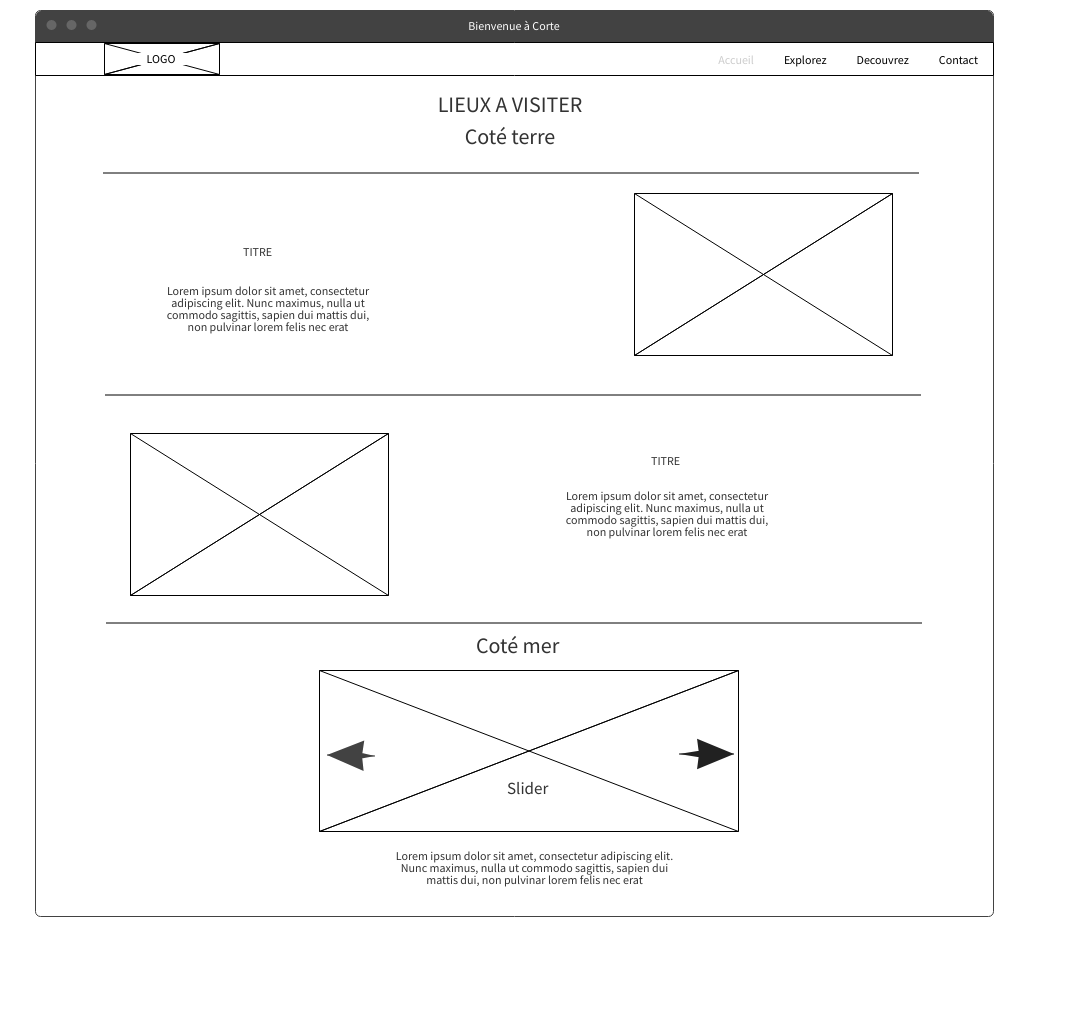 Bienvenue à Corte
LOGO
Accueil Explorez Decouvrez Contact
LIEUX A VISITER
Coté terre
TITRE
Lorem ipsum dolor sit amet, consectetur
adipiscing elit. Nunc maximus, nulla ut
commodo sagittis, sapien dui mattis dui,
non pulvinar lorem felis nec erat
TITRE
Lorem ipsum dolor sit amet, consectetur
adipiscing elit. Nunc maximus, nulla ut
commodo sagittis, sapien dui mattis dui,
non pulvinar lorem felis nec erat
Coté mer
Slider
Lorem ipsum dolor sit amet, consectetur adipiscing elit.
Nunc maximus, nulla ut commodo sagittis, sapien dui
mattis dui, non pulvinar lorem felis nec erat